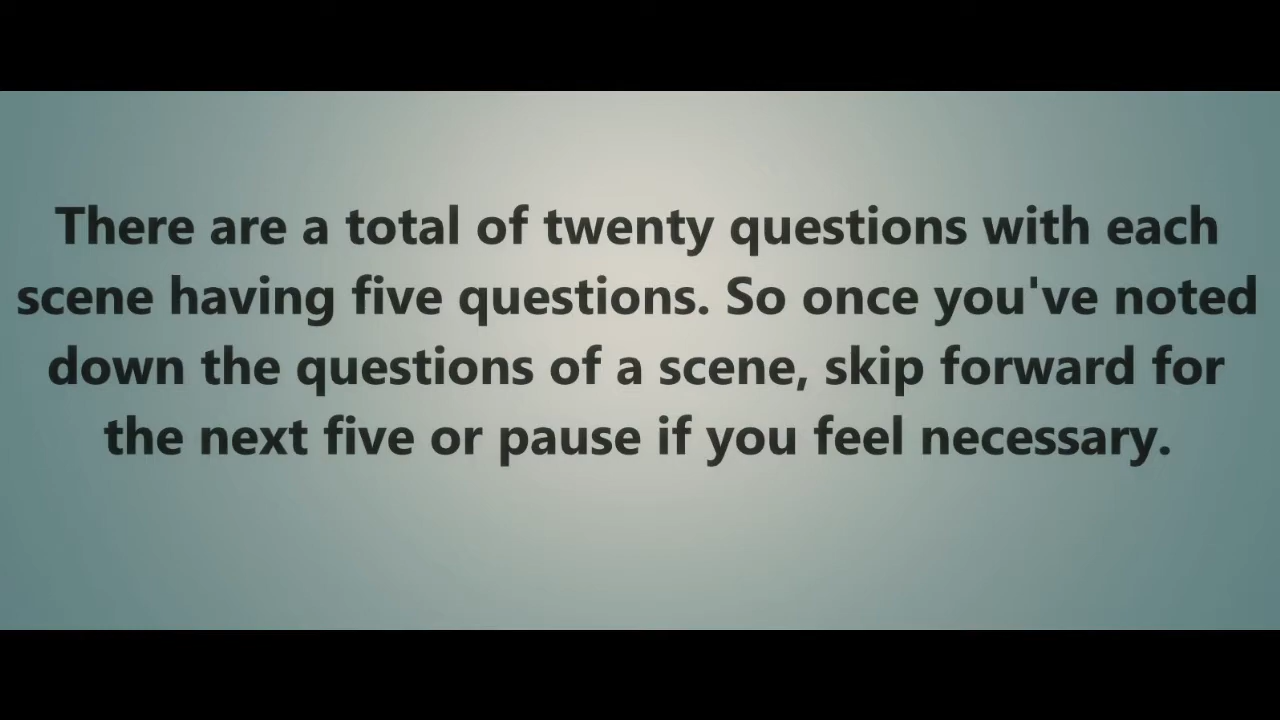 There are a total of twenty questions with each
scene having five questions. So once you've noted
down the questions of a scene, skip forward for
the next five or pause if you feel necessary.